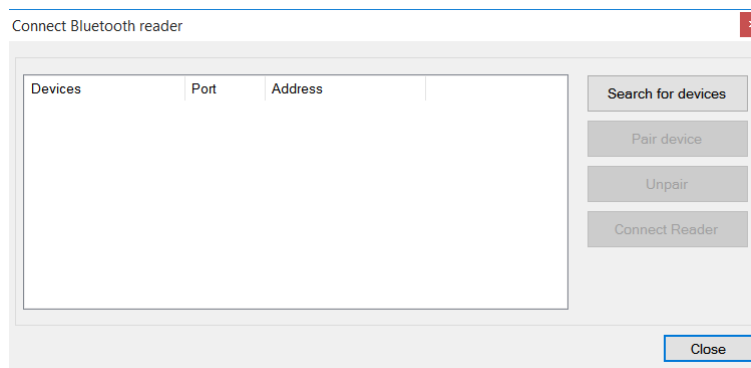 Connect Bluetooth reader
Devices Port Address
Search for devices
Pair device
Unpair
Connect Reader
Close